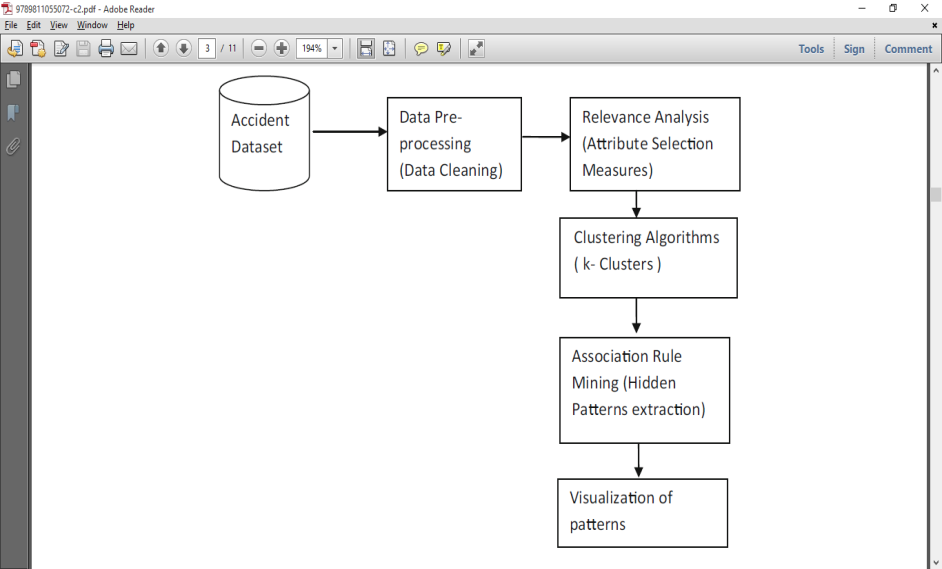 9789811055072-c2.pdf - Adobe Reader
File Edit View Window Help
3 / 11 194% Tools Sign Comment
Accident
Dataset
Data Pre-
processing
(Data Cleaning)
Relevance Analysis
(Attribute Selection
Measures)
Clustering Algorithms
( k- Clusters )
Association Rule
Mining (Hidden
Patterns extraction)
Visualization of
patterns